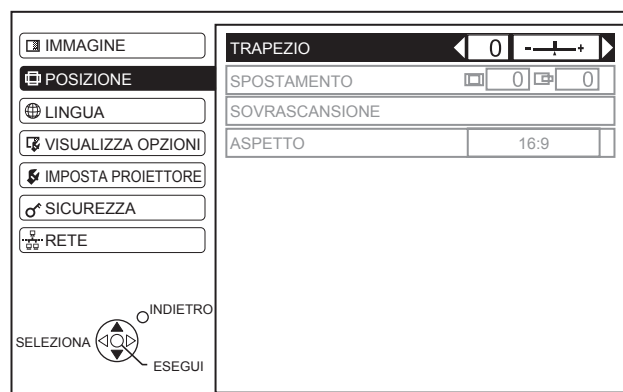 IMMAGINE
POSIZIONE
LINGUA
VISUALIZZA OPZIONI
IMPOSTA PROIETTORE
SICUREZZA
RETE
INDIETRO
SELEZIONA
ESEGUI
TRAPEZIO 0 - +
SPOSTAMENTO 0 0
SOVRASCANSIONE
ASPETTO 16:9